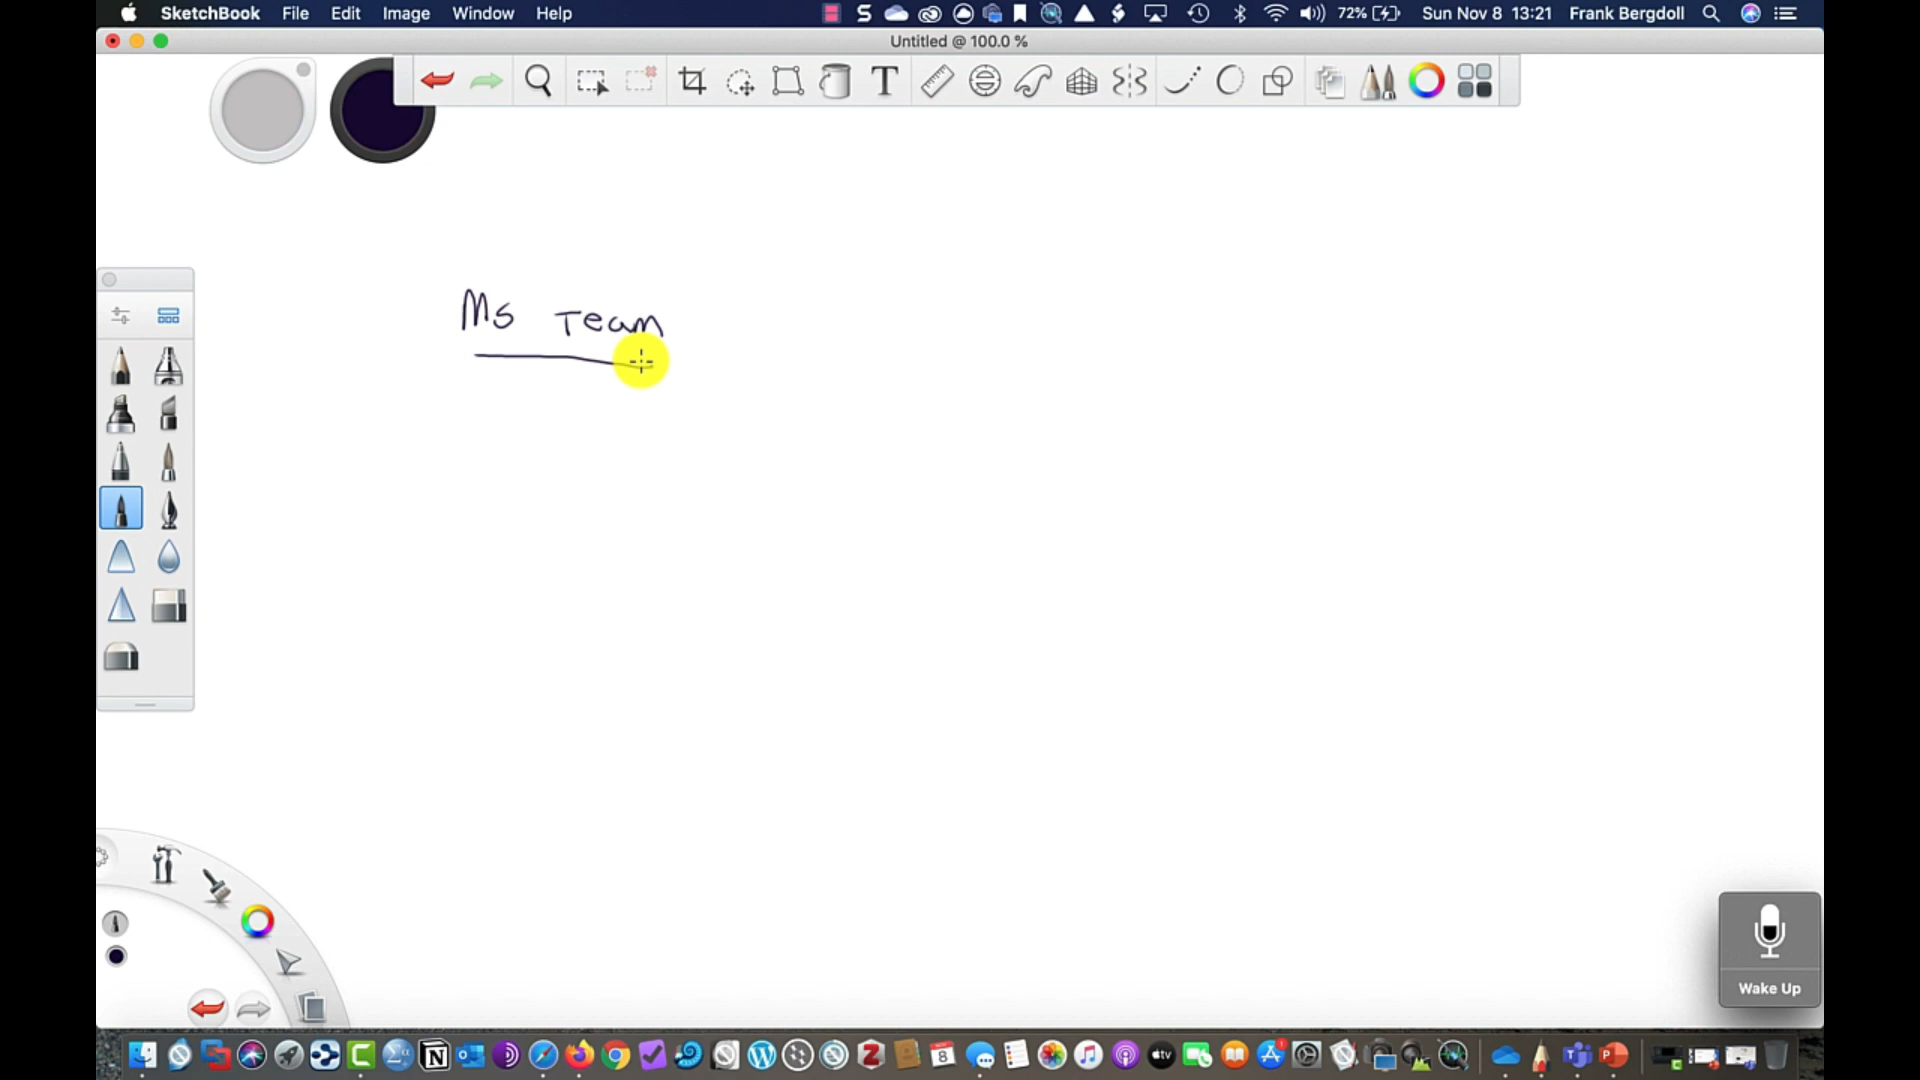 SketchBook File Edit Image Window Help 72% Sun Nov 8 13:21 Frank Bergdoll
Untitled @ 100.0 %
T
Ms Team
Wake Up
8